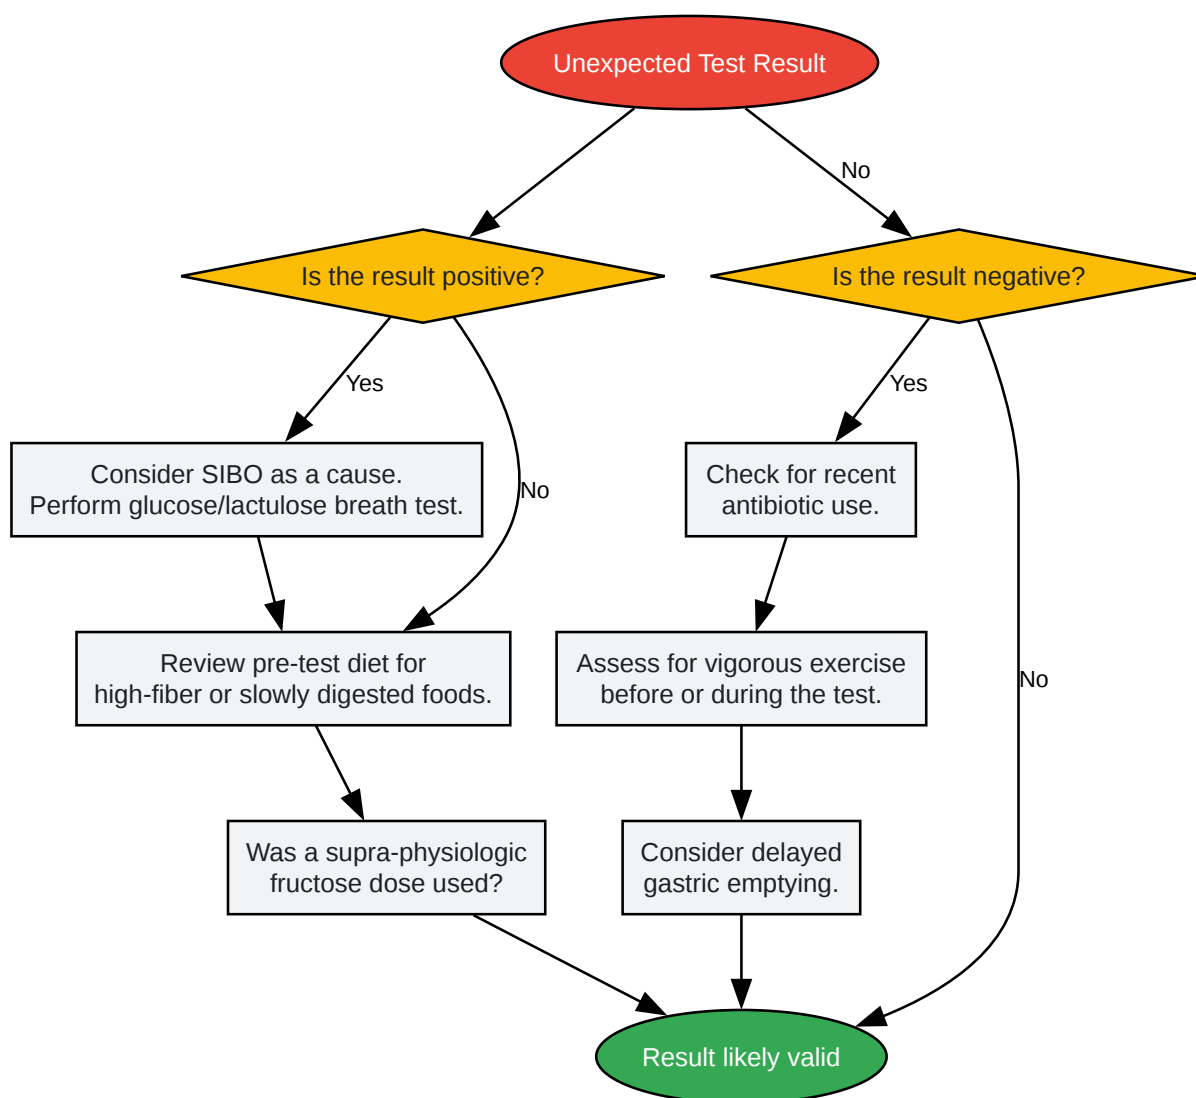 Unexpected Test Result
No
Is the result positive?
Is the result negative?
Yes
Yes
Consider SIBO as a cause.
Perform glucose/lactulose breath test.
No
Check for recent
antibiotic use.
Review pre-test diet for
high-fiber or slowly digested foods.
Assess for vigorous exercise
before or during the test.
No
Was a supra-physiologic
fructose dose used?
Consider delayed
gastric emptying.
Result likely valid